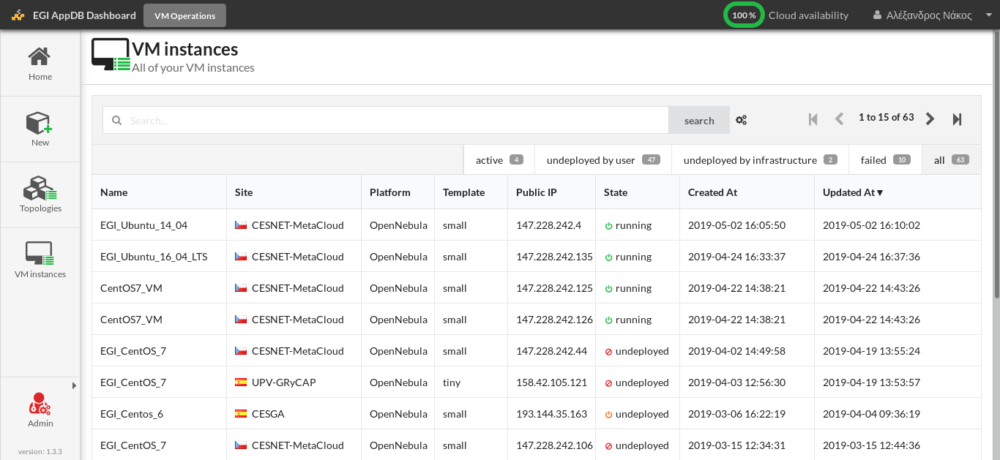 EGI AppDB Dashboard VM Operations 100 % Cloud availability Αλέξανδρος Νάκος
Home
New
Topologies
VM instances
Admin
version: 1.3.3
VM instances
All of your VM instances
Search... search 1 to 15 of 63
active 4 undeployed by user 47 undeployed by infrastructure 2 failed 10 all 63
Name Site Platform Template Public IP State Created At Updated At ▼
EGI_Ubuntu_14_04 CESNET-MetaCloud OpenNebula small 147.228.242.4 running 2019-05-02 16:05:50 2019-05-02 16:10:02
EGI_Ubuntu_16_04_LTS CESNET-MetaCloud OpenNebula small 147.228.242.135 running 2019-04-24 16:33:37 2019-04-24 16:37:36
CentOS7_VM CESNET-MetaCloud OpenNebula small 147.228.242.125 running 2019-04-22 14:38:21 2019-04-22 14:43:26
CentOS7_VM CESNET-MetaCloud OpenNebula small 147.228.242.126 running 2019-04-22 14:38:21 2019-04-22 14:43:26
EGI_CentOS_7 CESNET-MetaCloud OpenNebula small 147.228.242.44 undeployed 2019-04-02 14:49:58 2019-04-19 13:55:24
EGI_CentOS_7 UPV-GRyCAP OpenNebula tiny 158.42.105.121 undeployed 2019-04-03 12:56:30 2019-04-19 13:53:57
EGI_Centos_6 CESGA OpenNebula small 193.144.35.163 undeployed 2019-03-06 16:22:19 2019-04-04 09:36:19
EGI_CentOS_7 CESNET-MetaCloud OpenNebula small 147.228.242.106 undeployed 2019-03-15 12:34:31 2019-03-15 12:44:36